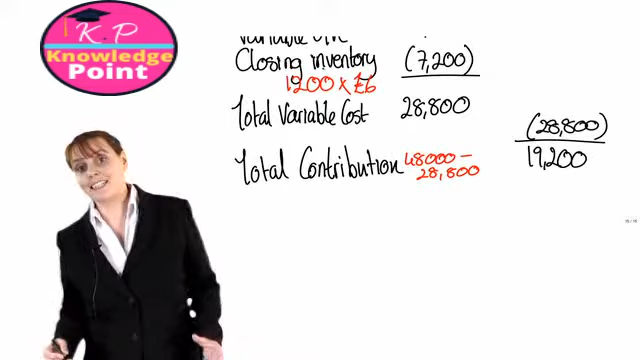 K.P
Knowledge
Point
Variable O/H
Closing inventory (7,200)
1200 x £6
Total Variable Cost 28,800
(28,800)
Total Contribution 48000 - 19,200
28,800